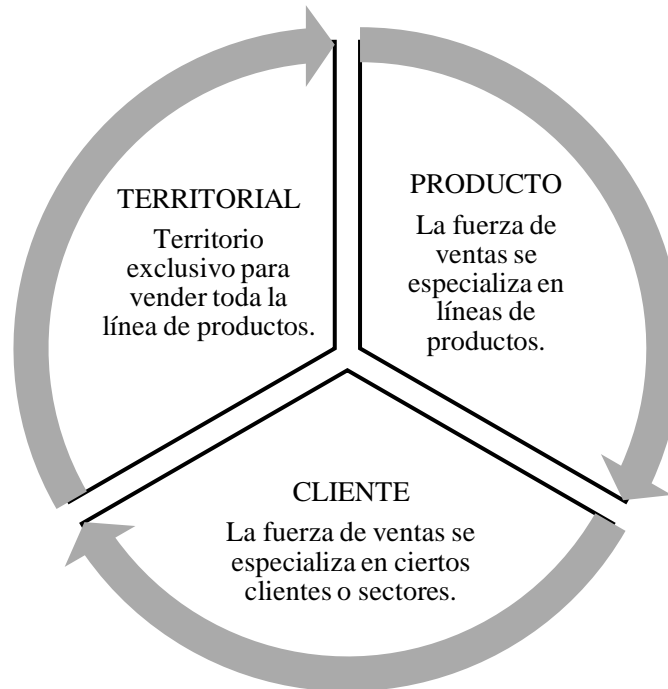 TERRITORIAL
Territorio
exclusivo para
vender toda la
línea de productos.
PRODUCTO
La fuerza de
ventas se
especializa en
líneas de
productos.
CLIENTE
La fuerza de ventas se
especializa en ciertos
clientes o sectores.